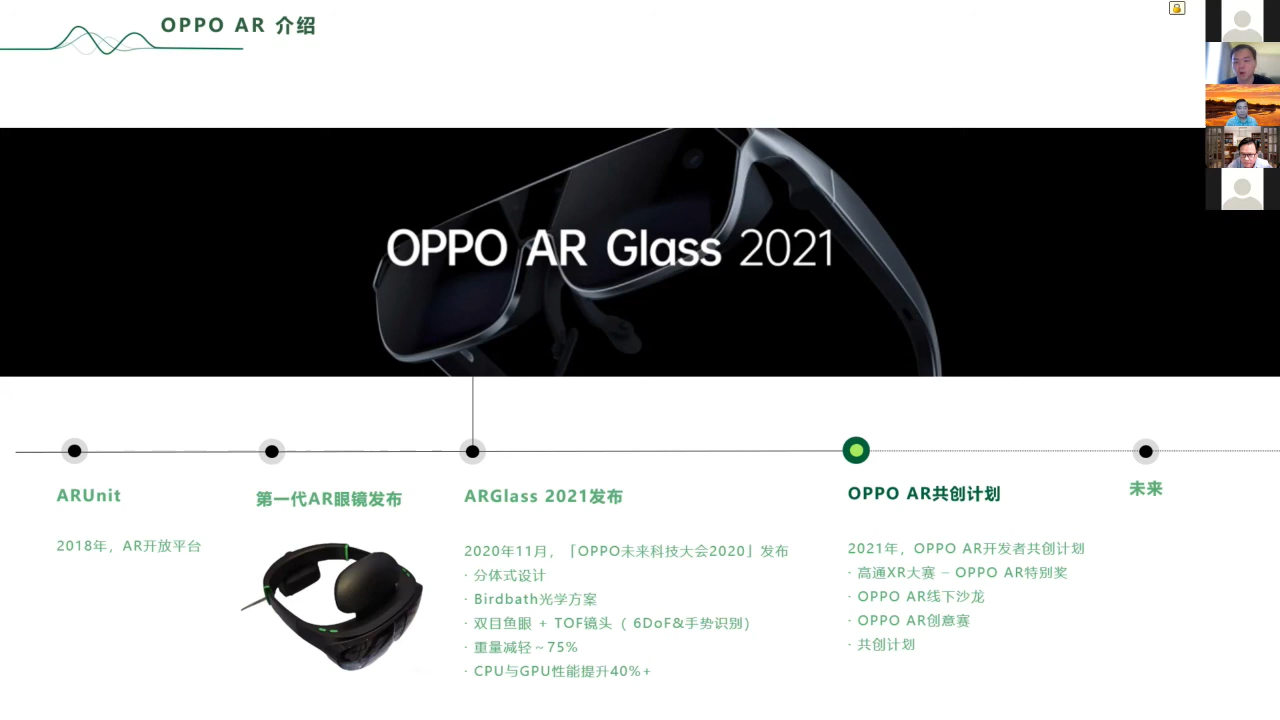 OPPO AR 介绍
OPPO AR Glass 2021
ARUnit
2018年，AR开放平台
第一代AR眼镜发布
ARGlass 2021发布
2020年11月，「OPPO未来科技大会2020」发布
· 分体式设计
· Birdbath光学方案
· 双目鱼眼 + TOF镜头（ 6DoF&手势识别）
· 重量减轻～75%
· CPU与GPU性能提升40%+
OPPO AR共创计划
2021年，OPPO AR开发者共创计划
· 高通XR大赛 – OPPO AR特别奖
· OPPO AR线下沙龙
· OPPO AR创意赛
· 共创计划
未来